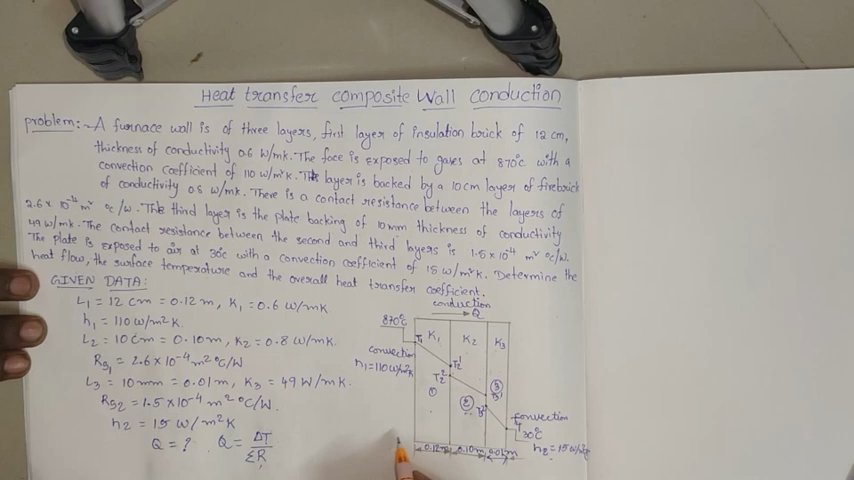 Heat transfer composite Wall conduction
problem:- A furnace wall is of three layers, first layer of insulation brick of 12 cm,
thickness of conductivity 0.6 W/mk. The face is exposed to gases at 870°c with a
convection coefficient of 110 W/m²k. The layer is backed by a 10cm layer of firebrick
of conductivity 0.8 W/mk. There is a contact resistance between the layers of
2.6 x 10⁻⁴ m² °c/W. The third layer is the plate backing of 10mm thickness of conductivity
49 W/mk. The contact resistance between the second and third layers is 1.5 x 10⁻⁴ m² °c/W.
The plate is exposed to air at 30°c with a convection coefficient of 15 W/m²k. Determine the
heat flow, the surface temperature and the overall heat transfer coefficient.
GIVEN DATA:-
L₁ = 12 cm = 0.12 m, K₁ = 0.6 W/mK
h₁ = 110 W/m²K.
L₂ = 10 cm = 0.10 m, K₂ = 0.8 W/mK.
Rs₁ = 2.6 x 10⁻⁴ m² °C/W
L₃ = 10 mm = 0.01 m, K₃ = 49 W/mK.
Rs₂ = 1.5 x 10⁻⁴ m² °C/W.
h₂ = 15 W/m²K
Q = ? Q = ΔT/ΣR
conduction
Q
870°C
K₁ K₂ K₃
T₁
convection
h₁ = 110 W/m²K
① ② ③
convection
30°C
h₂ = 15 W/m²K
0.12m 0.10m 0.01m